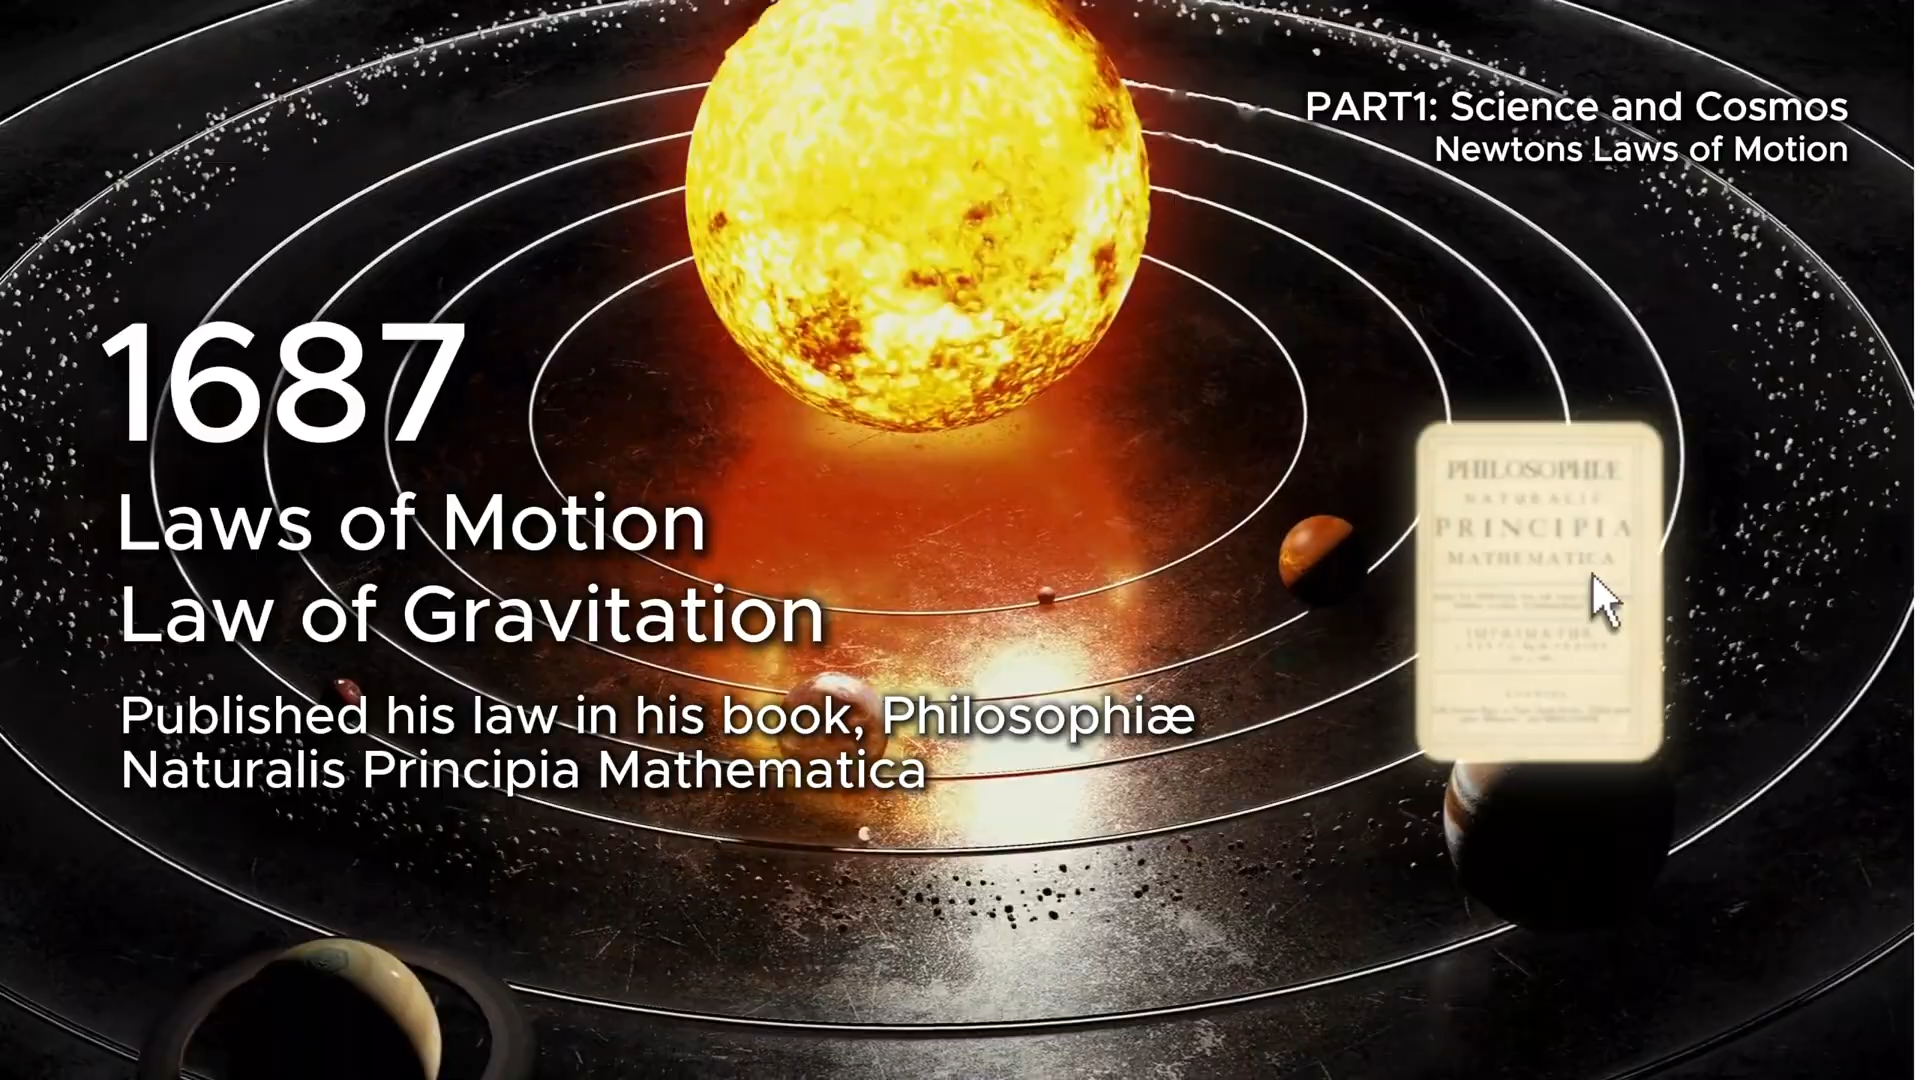 PART1: Science and Cosmos
Newtons Laws of Motion
1687
Laws of Motion
Law of Gravitation
Published his law in his book, Philosophiæ
Naturalis Principia Mathematica
PHILOSOPHIÆ
NATURALIS
PRINCIPIA
MATHEMATICA
IMPRIMATUR